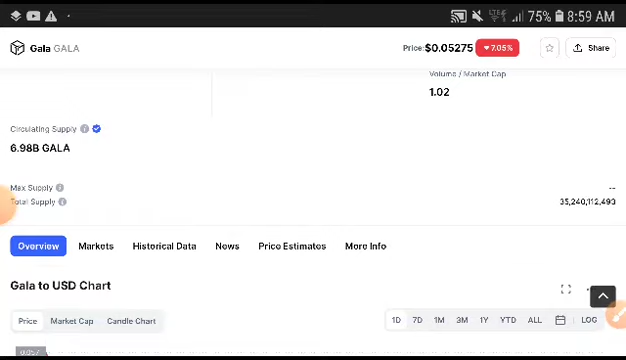 75% 8:59 AM
Gala GALA Price:$0.05275 ▾7.05% Share
Volume / Market Cap
1.02
Circulating Supply
6.98B GALA
Max Supply --
Total Supply 35,240,112,493
Overview Markets Historical Data News Price Estimates More Info
Gala to USD Chart
Price Market Cap Candle Chart 1D 7D 1M 3M 1Y YTD ALL LOG